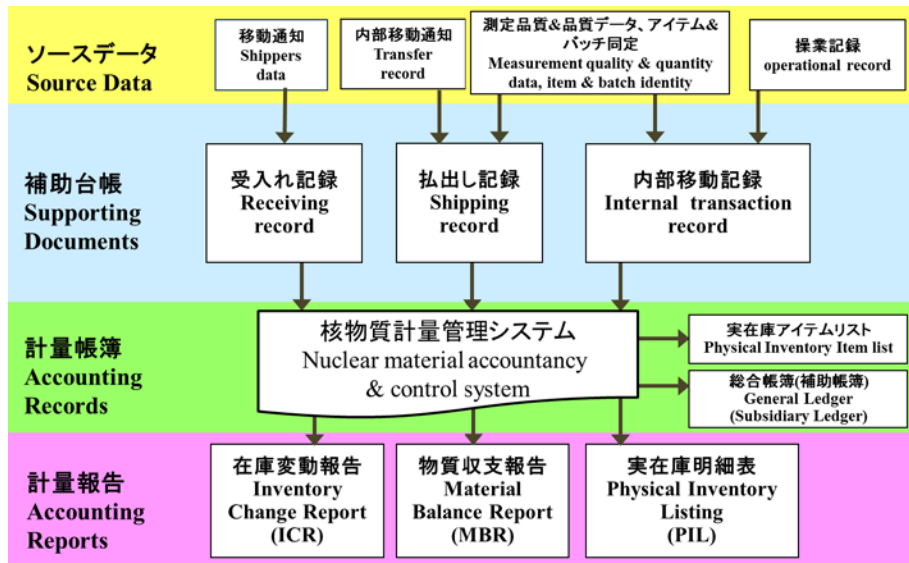 ソースデータ
Source Data
移動通知
Shippers
data
内部移動通知
Transfer
record
測定品質&品質データ、アイテム&
バッチ同定
Measurement quality & quantity
data, item & batch identity
操業記録
operational record
補助台帳
Supporting
Documents
受入れ記録
Receiving
record
払出し記録
Shipping
record
内部移動記録
Internal transaction
record
計量帳簿
Accounting
Records
核物質計量管理システム
Nuclear material accountancy
& control system
実在庫アイテムリスト
Physical Inventory Item list
総合帳簿(補助帳簿)
General Ledger
(Subsidiary Ledger)
計量報告
Accounting
Reports
在庫変動報告
Inventory
Change Report
(ICR)
物質収支報告
Material
Balance Report
(MBR)
実在庫明細表
Physical Inventory
Listing
(PIL)